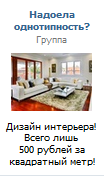 Надоела
однотипность?
Группа
Дизайн интерьера!
Всего лишь
500 рублей за
квадратный метр!